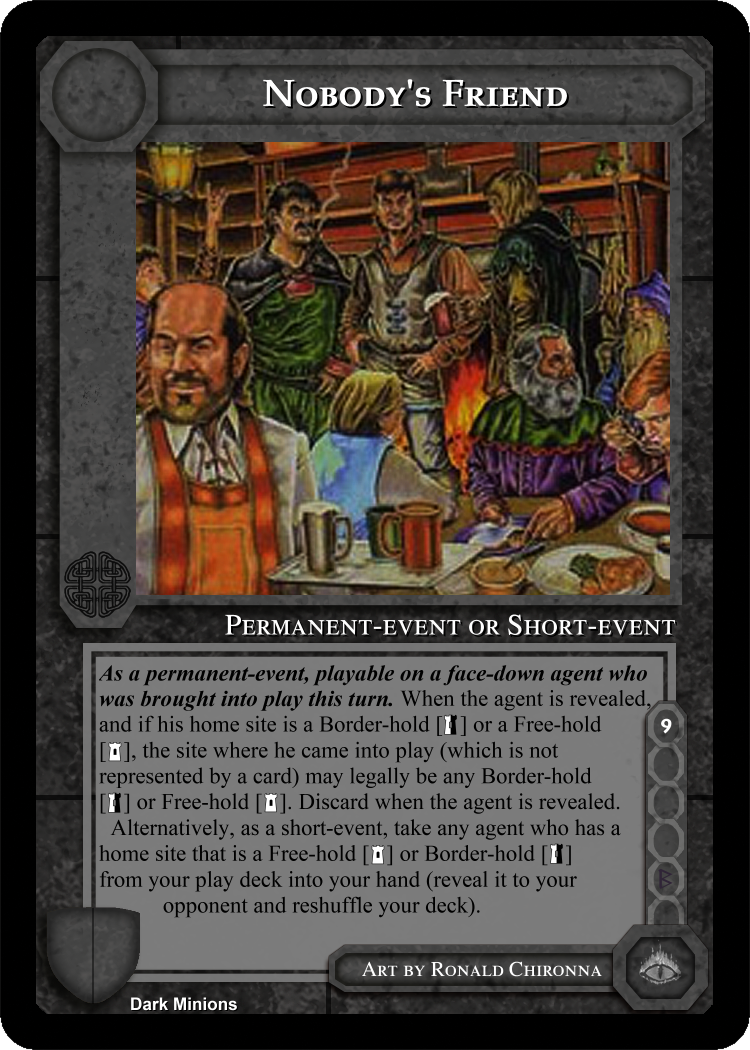 Nobody's Friend
Permanent-event or Short-event
As a permanent-event, playable on a face-down agent who
was brought into play this turn. When the agent is revealed,
and if his home site is a Border-hold [] or a Free-hold
[], the site where he came into play (which is not
represented by a card) may legally be any Border-hold
[] or Free-hold []. Discard when the agent is revealed.
Alternatively, as a short-event, take any agent who has a
home site that is a Free-hold [] or Border-hold []
from your play deck into your hand (reveal it to your
opponent and reshuffle your deck).
9
B
Art by Ronald Chironna
Dark Minions